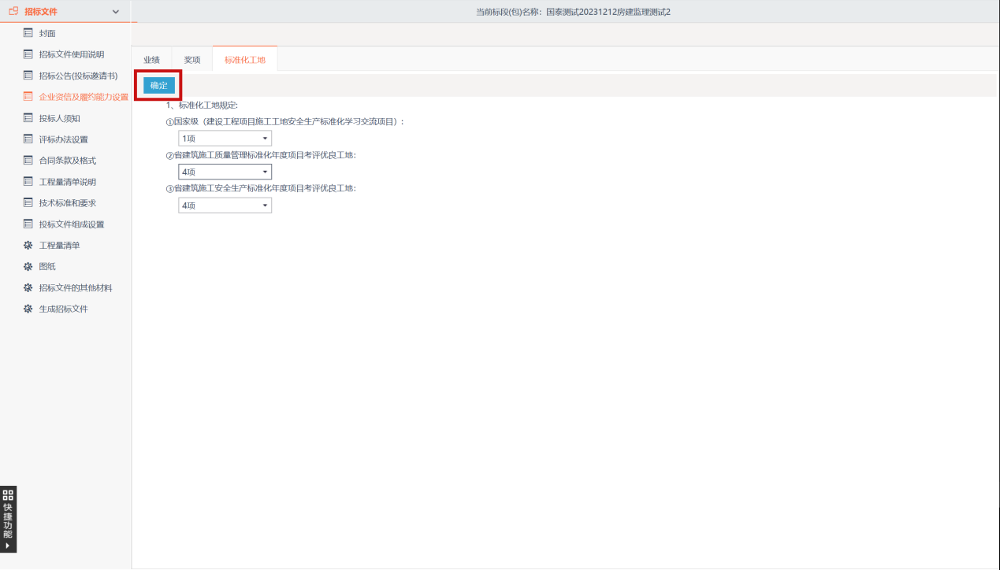 招标文件
当前标段(包)名称：国泰测试20231212房建监理测试2
封面
招标文件使用说明
招标公告(投标邀请书)
企业资信及履约能力设置
投标人须知
评标办法设置
合同条款及格式
工程量清单说明
技术标准和要求
投标文件组成设置
工程量清单
图纸
招标文件的其他材料
生成招标文件
快捷功能
业绩 奖项 标准化工地
确定
1、标准化工地规定:
①国家级（建设工程项目施工工地安全生产标准化学习交流项目）:
1项
②省建筑施工质量管理标准化年度项目考评优良工地:
4项
③省建筑施工安全生产标准化年度项目考评优良工地:
4项